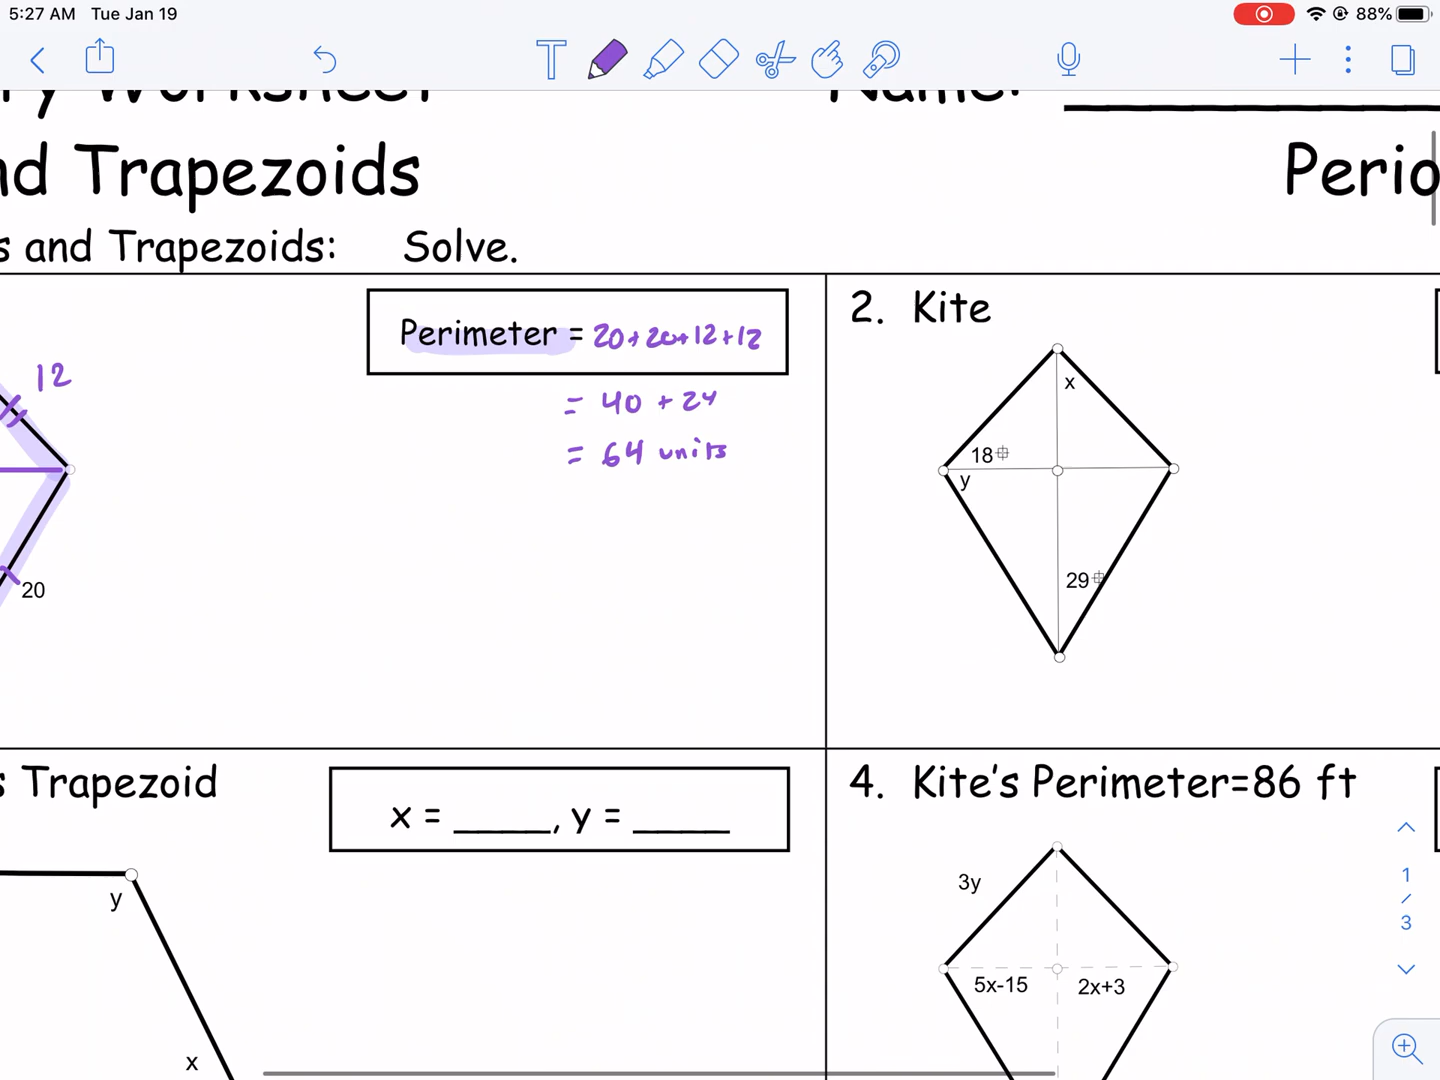 5:27 AM Tue Jan 19 88%
nd Trapezoids
Perio
s and Trapezoids: Solve.
Perimeter = 20+20+12+12
= 40 + 24
= 64 units
12
20
2. Kite
x
18
y
29
s Trapezoid
x = _____, y = _____
y
x
4. Kite's Perimeter=86 ft
3y
5x-15 2x+3
1
/
3